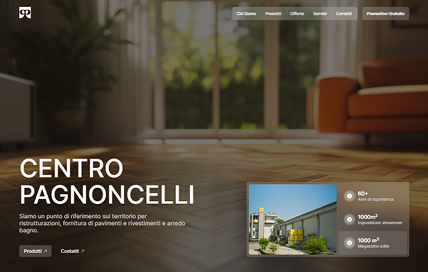 Chi Siamo Prodotti Offerte Servizi Contatti Preventivo Gratuito
CENTRO
PAGNONCELLI
Siamo un punto di riferimento sul territorio per
ristrutturazioni, fornitura di pavimenti e rivestimenti e arredo
bagno.
Prodotti ↗ Contatti ↗
60+
Anni di esperienza
1000m²
Esposizione showroom
1000 m²
Magazzino edile